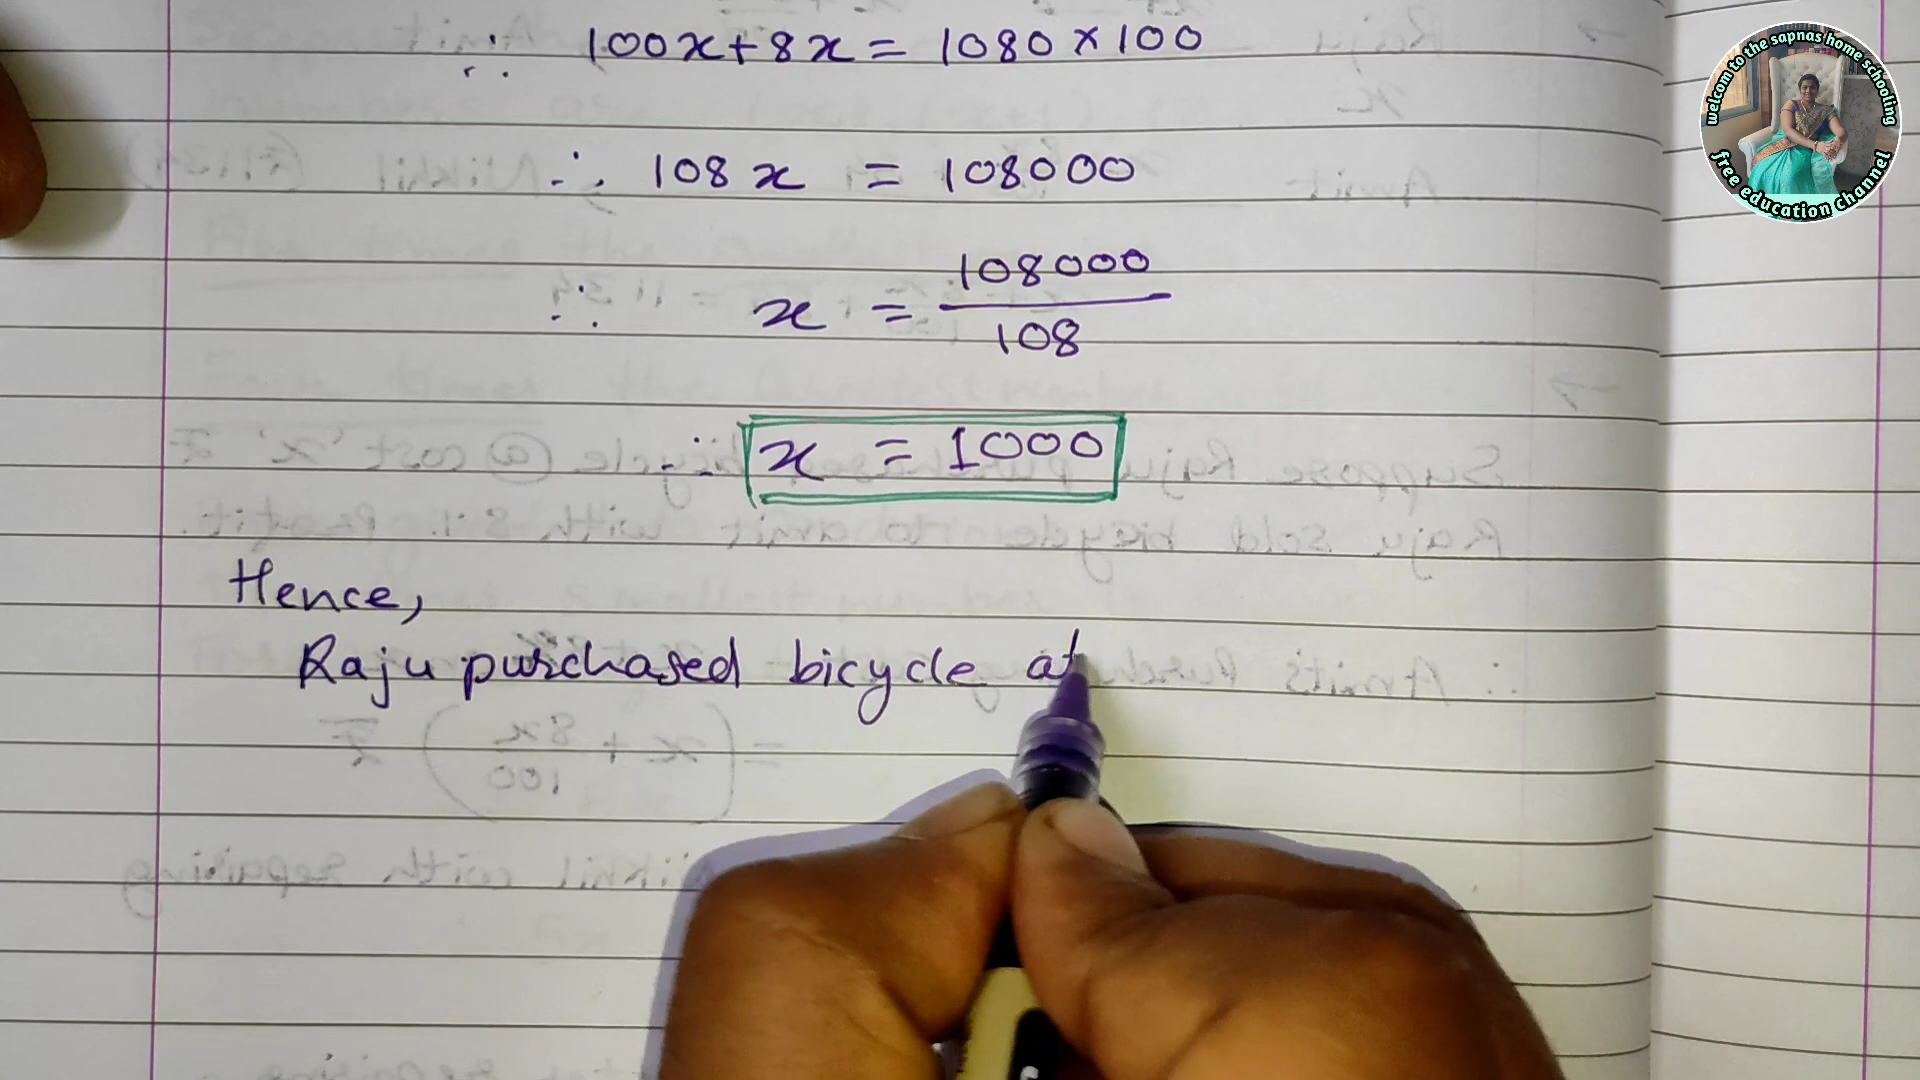 ∴ 100x + 8x = 1080 × 100
∴ 108x = 108000
∴ x = 108000/108
∴ x = 1000
Hence,
Raju purchased bicycle at
welcom to the sapnas home schooling
free education channel